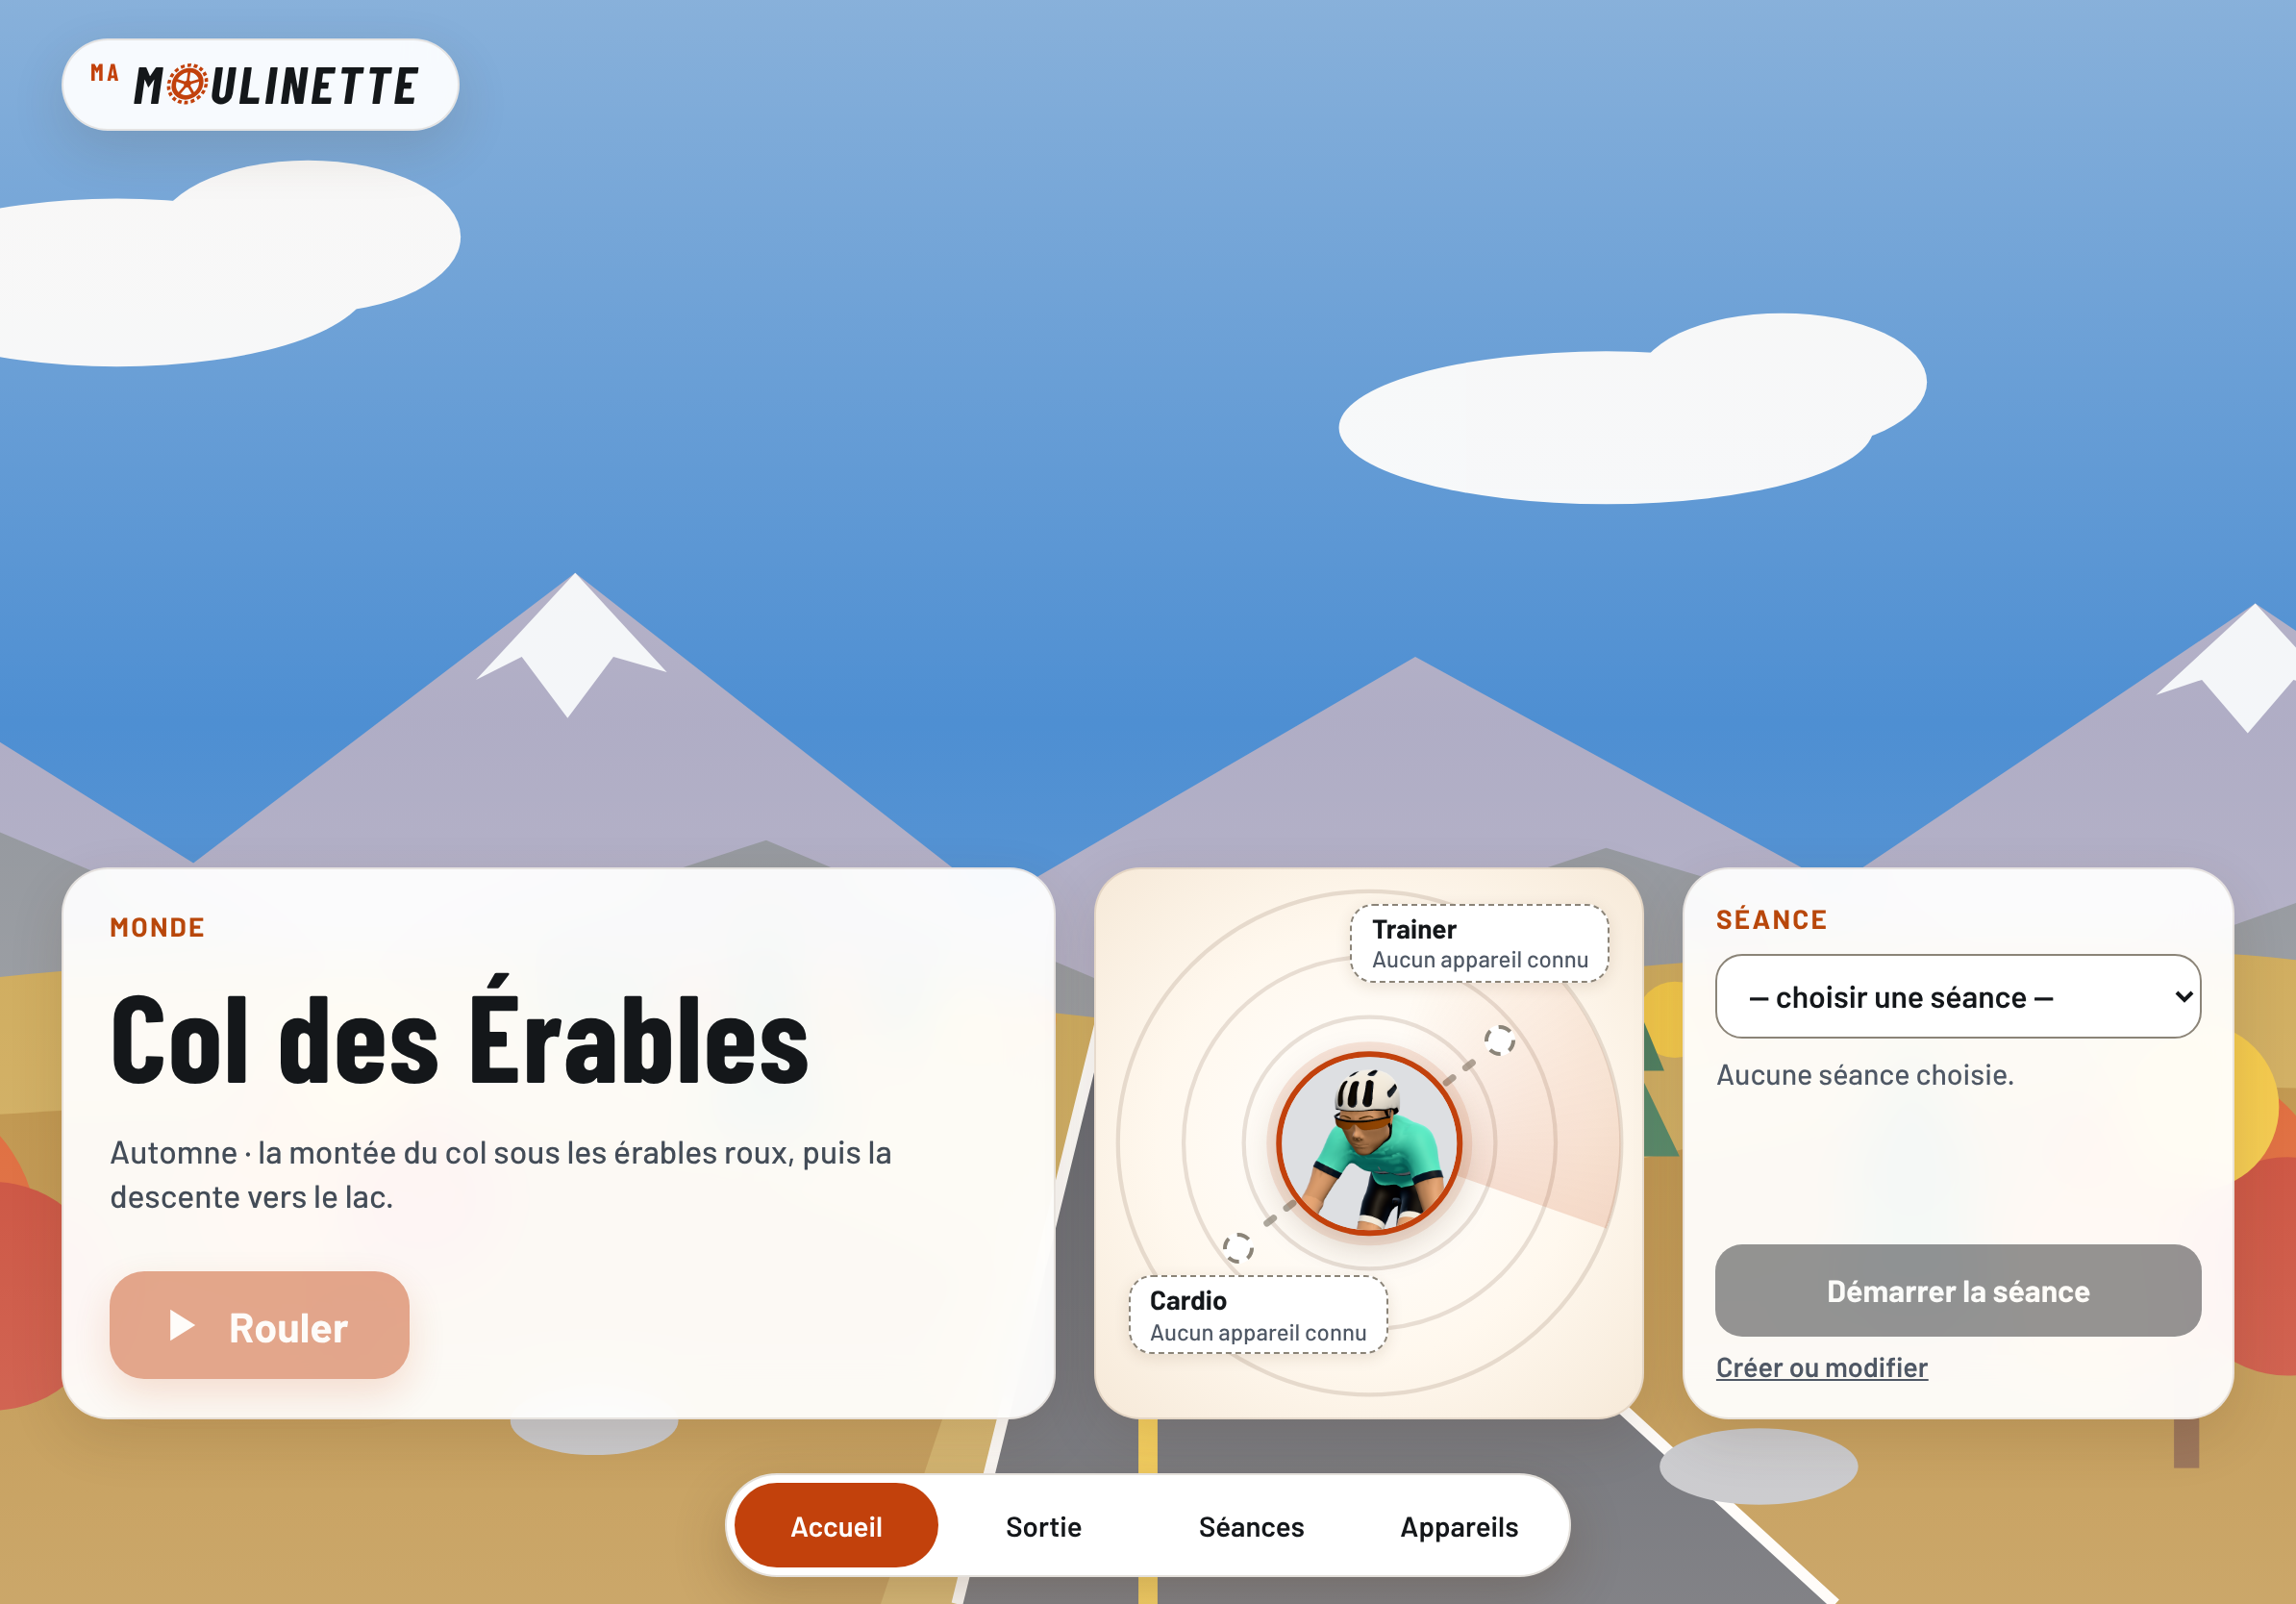 MA MOULINETTE
MONDE
Col des Érables
Automne · la montée du col sous les érables roux, puis la
descente vers le lac.
Rouler
Trainer
Aucun appareil connu
Cardio
Aucun appareil connu
SÉANCE
— choisir une séance —
Aucune séance choisie.
Démarrer la séance
Créer ou modifier
Accueil
Sortie
Séances
Appareils